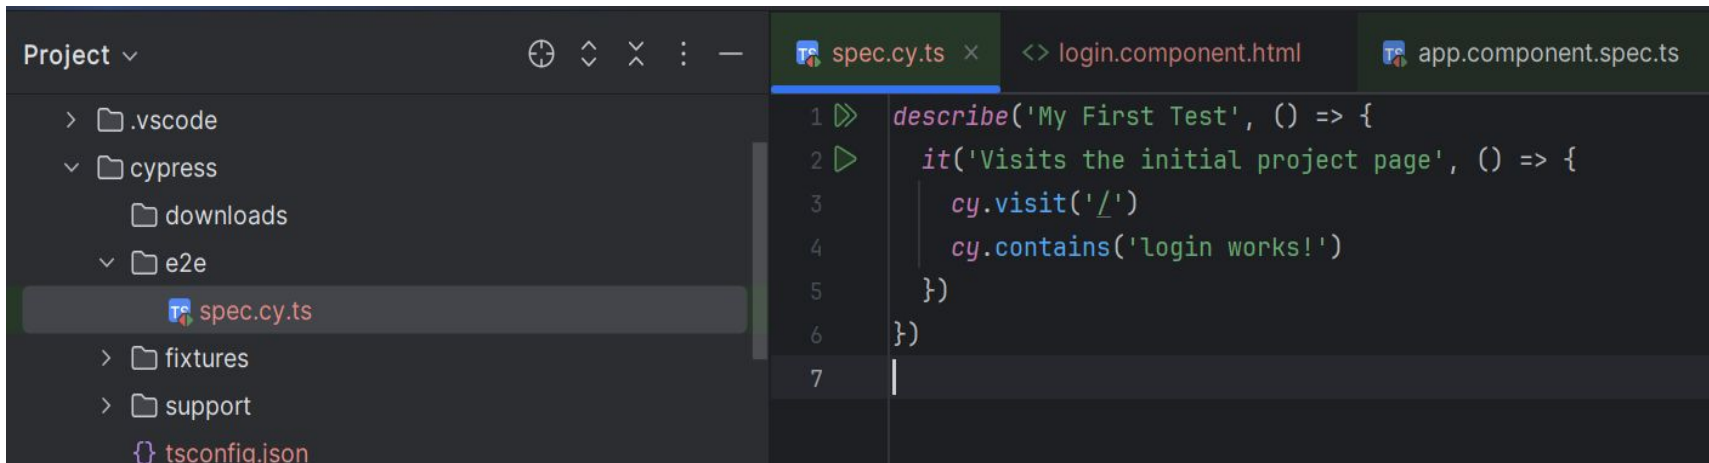 Project
.vscode
cypress
downloads
e2e
spec.cy.ts
fixtures
support
{} tsconfig.json
TS spec.cy.ts × <> login.component.html TS app.component.spec.ts
1 describe('My First Test', () => {
2 it('Visits the initial project page', () => {
3 cy.visit('/')
4 cy.contains('login works!')
5 })
6 })
7